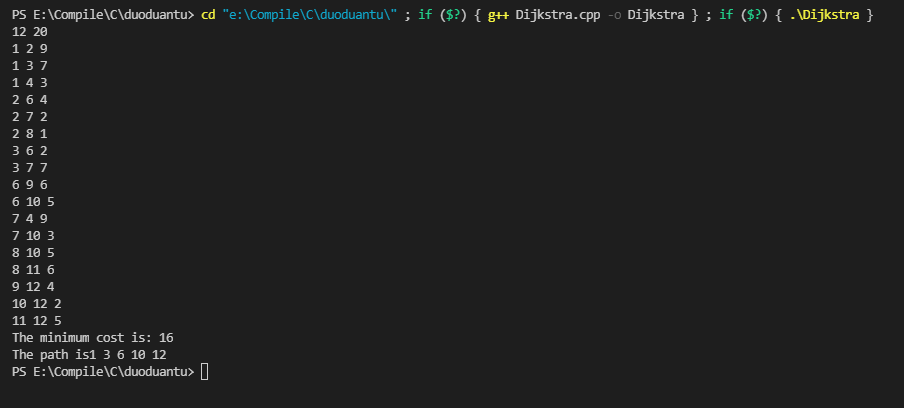 PS E:\Compile\C\duoduantu> cd "e:\Compile\C\duoduantu\" ; if ($?) { g++ Dijkstra.cpp -o Dijkstra } ; if ($?) { .\Dijkstra }
12 20
1 2 9
1 3 7
1 4 3
2 6 4
2 7 2
2 8 1
3 6 2
3 7 7
6 9 6
6 10 5
7 4 9
7 10 3
8 10 5
8 11 6
9 12 4
10 12 2
11 12 5
The minimum cost is: 16
The path is1 3 6 10 12
PS E:\Compile\C\duoduantu>